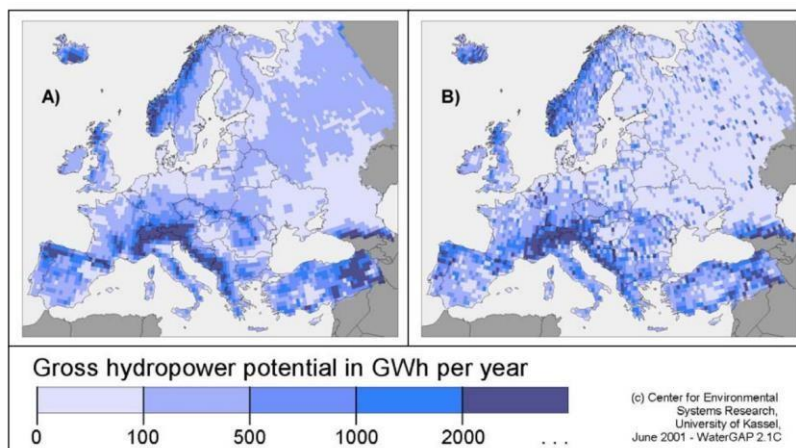 A)
B)
Gross hydropower potential in GWh per year
0 100 500 1000 2000 . . .
(c) Center for Environmental
Systems Research,
University of Kassel,
June 2001 - WaterGAP 2.1C